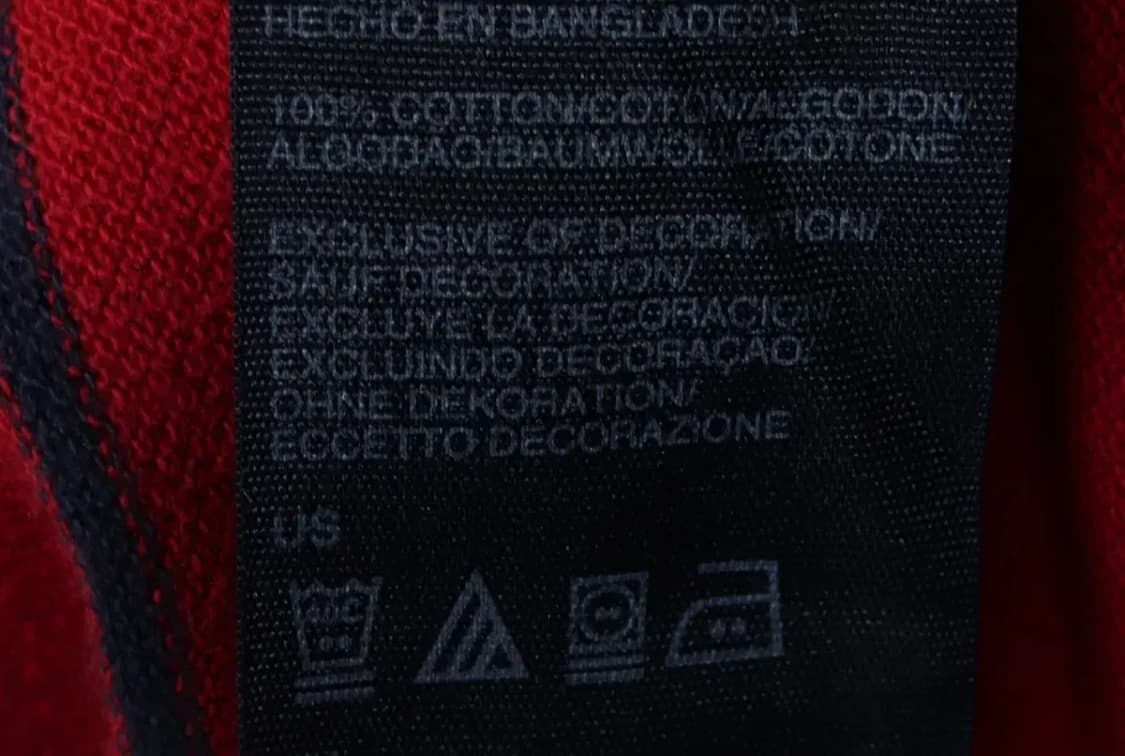 HECHO EN BANGLADESH
100% COTTON/COTON/ALGODON/
ALGODAO/BAUMWOLLE/COTONE
EXCLUSIVE OF DECORATION/
SAUF DECORATION/
EXCLUYE LA DECORACION/
EXCLUINDO DECORAÇAO/
OHNE DEKORATION/
ECCETTO DECORAZIONE
US